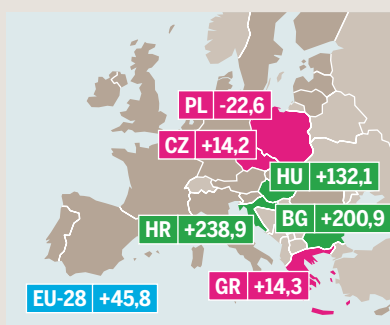 PL -22,6
CZ +14,2
HU +132,1
BG +200,9
HR +238,9
GR +14,3
EU-28 +45,8